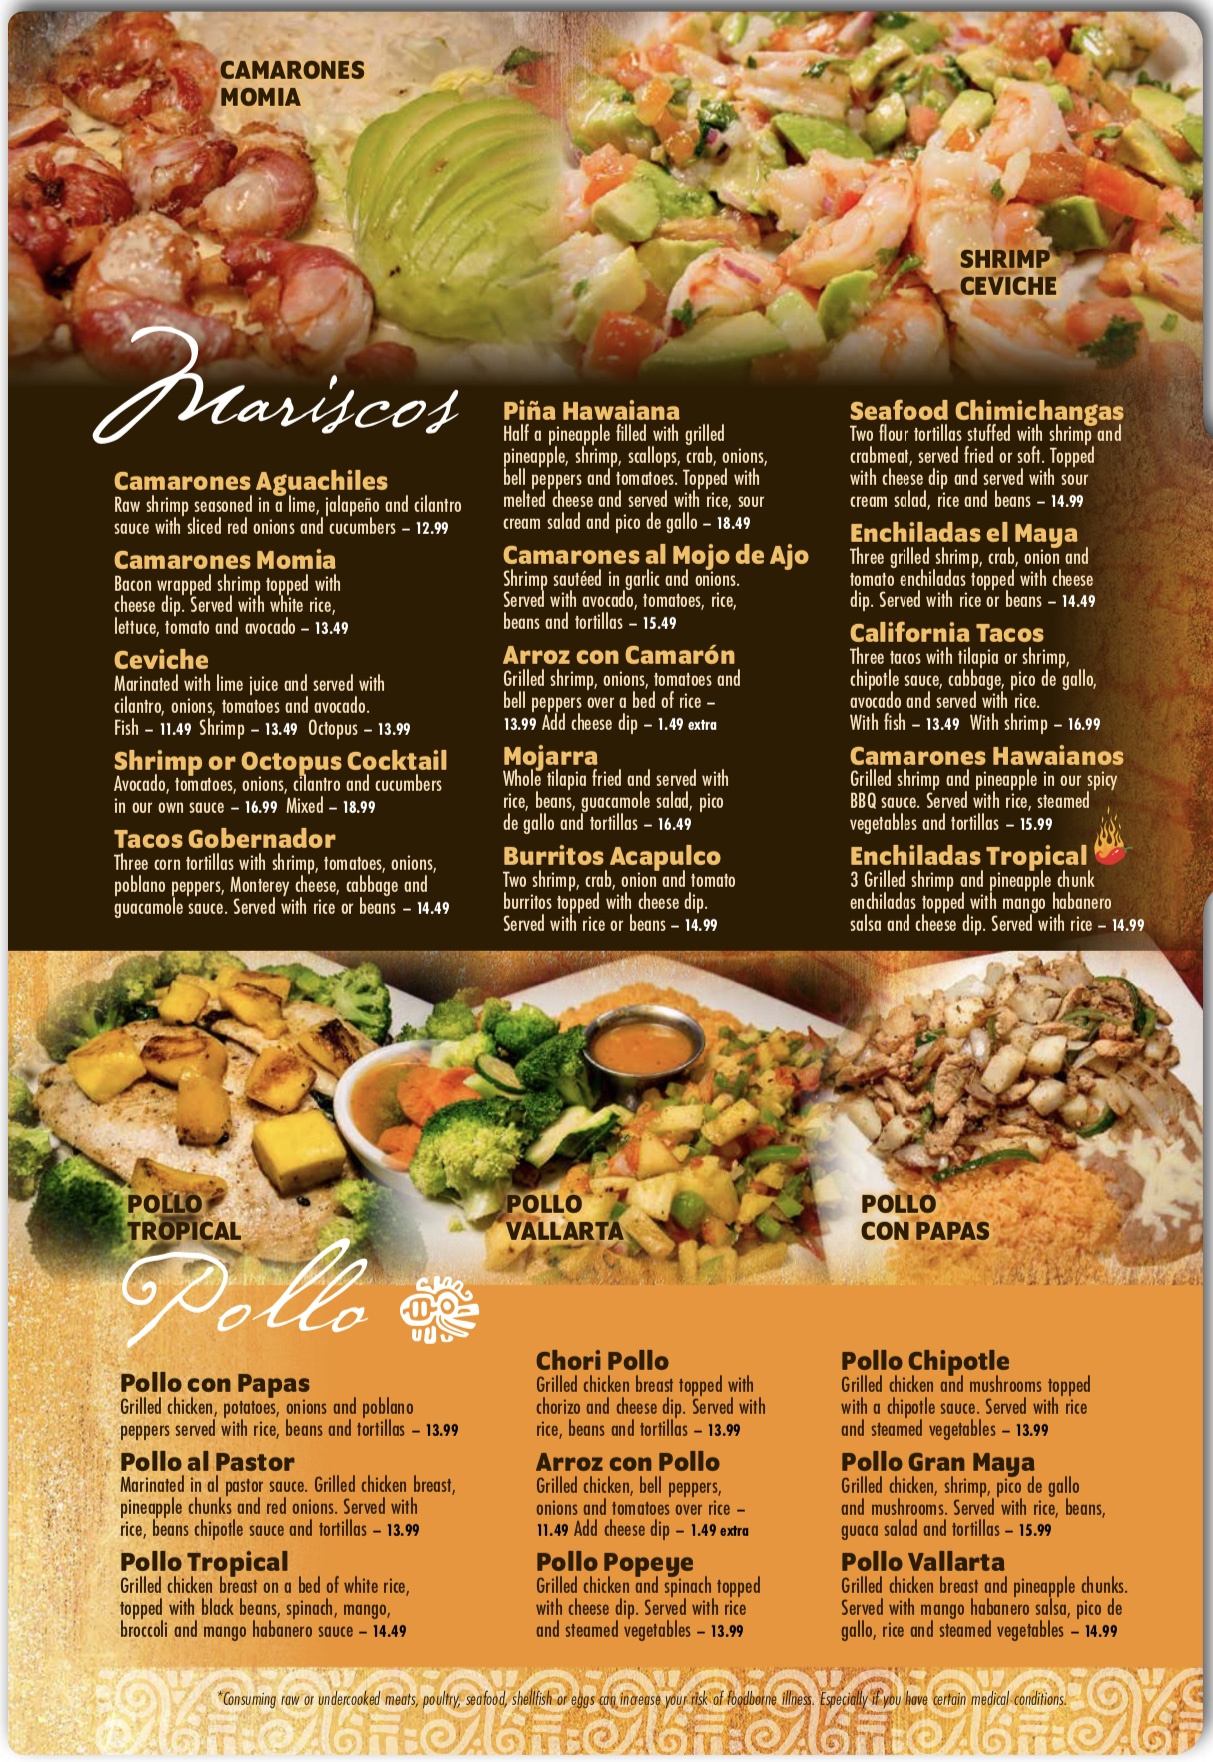 CAMARONES
MOMIA
SHRIMP
CEVICHE
Mariscos
Camarones Aguachiles
Raw shrimp seasoned in a lime, jalapeño and cilantro
sauce with sliced red onions and cucumbers – 12.99
Camarones Momia
Bacon wrapped shrimp topped with
cheese dip. Served with white rice,
lettuce, tomato and avocado – 13.49
Ceviche
Marinated with lime juice and served with
cilantro, onions, tomatoes and avocado.
Fish – 11.49 Shrimp – 13.49 Octopus – 13.99
Shrimp or Octopus Cocktail
Avocado, tomatoes, onions, cilantro and cucumbers
in our own sauce – 16.99 Mixed – 18.99
Tacos Gobernador
Three corn tortillas with shrimp, tomatoes, onions,
poblano peppers, Monterey cheese, cabbage and
guacamole sauce. Served with rice or beans – 14.49
Piña Hawaiana
Half a pineapple filled with grilled
pineapple, shrimp, scallops, crab, onions,
bell peppers and tomatoes. Topped with
melted cheese and served with rice, sour
cream salad and pico de gallo – 18.49
Camarones al Mojo de Ajo
Shrimp sautéed in garlic and onions.
Served with avocado, tomatoes, rice,
beans and tortillas – 15.49
Arroz con Camarón
Grilled shrimp, onions, tomatoes and
bell peppers over a bed of rice –
13.99 Add cheese dip – 1.49 extra
Mojarra
Whole tilapia fried and served with
rice, beans, guacamole salad, pico
de gallo and tortillas – 16.49
Burritos Acapulco
Two shrimp, crab, onion and tomato
burritos topped with cheese dip.
Served with rice or beans – 14.99
Seafood Chimichangas
Two flour tortillas stuffed with shrimp and
crabmeat, served fried or soft. Topped
with cheese dip and served with sour
cream salad, rice and beans – 14.99
Enchiladas el Maya
Three grilled shrimp, crab, onion and
tomato enchiladas topped with cheese
dip. Served with rice or beans – 14.49
California Tacos
Three tacos with tilapia or shrimp,
chipotle sauce, cabbage, pico de gallo,
avocado and served with rice.
With fish – 13.49 With shrimp – 16.99
Camarones Hawaianos
Grilled shrimp and pineapple in our spicy
BBQ sauce. Served with rice, steamed
vegetables and tortillas – 15.99
Enchiladas Tropical
3 Grilled shrimp and pineapple chunk
enchiladas topped with mango habanero
salsa and cheese dip. Served with rice – 14.99
POLLO
TROPICAL
POLLO
VALLARTA
POLLO
CON PAPAS
Pollo
Pollo con Papas
Grilled chicken, potatoes, onions and poblano
peppers served with rice, beans and tortillas – 13.99
Pollo al Pastor
Marinated in al pastor sauce. Grilled chicken breast,
pineapple chunks and red onions. Served with
rice, beans chipotle sauce and tortillas – 13.99
Pollo Tropical
Grilled chicken breast on a bed of white rice,
topped with black beans, spinach, mango,
broccoli and mango habanero sauce – 14.49
Chori Pollo
Grilled chicken breast topped with
chorizo and cheese dip. Served with
rice, beans and tortillas – 13.99
Arroz con Pollo
Grilled chicken, bell peppers,
onions and tomatoes over rice –
11.49 Add cheese dip – 1.49 extra
Pollo Popeye
Grilled chicken and spinach topped
with cheese dip. Served with rice
and steamed vegetables – 13.99
Pollo Chipotle
Grilled chicken and mushrooms topped
with a chipotle sauce. Served with rice
and steamed vegetables – 13.99
Pollo Gran Maya
Grilled chicken, shrimp, pico de gallo
and mushrooms. Served with rice, beans,
guaca salad and tortillas – 15.99
Pollo Vallarta
Grilled chicken breast and pineapple chunks.
Served with mango habanero salsa, pico de
gallo, rice and steamed vegetables – 14.99
*Consuming raw or undercooked meats, poultry, seafood, shellfish or eggs can increase your risk of foodborne illness. Especially if you have certain medical conditions.